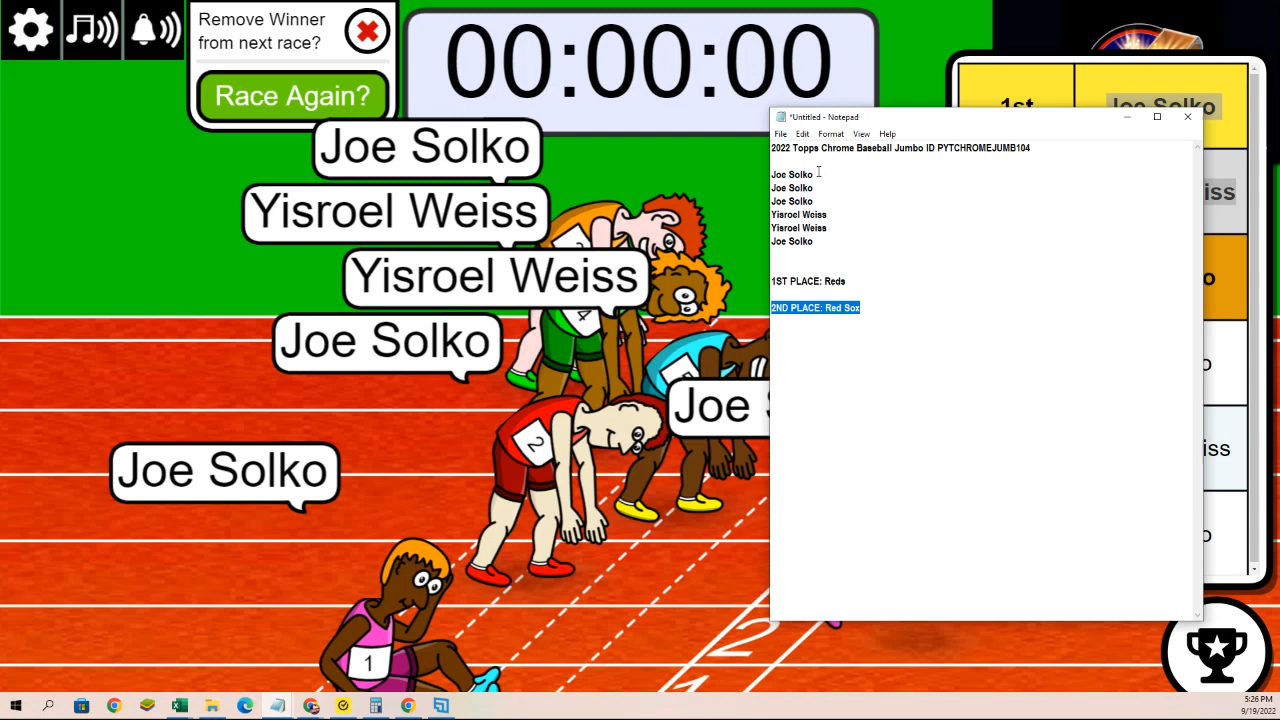 Remove Winner
from next race?
Race Again?
00:00:00
Joe Solko
Yisroel Weiss
Yisroel Weiss
Joe Solko
Joe
Joe Solko
4
2
1
2
1st
Joe Solko
iss
o
o
iss
o
*Untitled - Notepad
File Edit Format View Help
2022 Topps Chrome Baseball Jumbo ID PYTCHROMEJUMB104
Joe Solko
Joe Solko
Joe Solko
Yisroel Weiss
Yisroel Weiss
Joe Solko
1ST PLACE: Reds
2ND PLACE: Red Sox
5:26 PM
9/19/2022